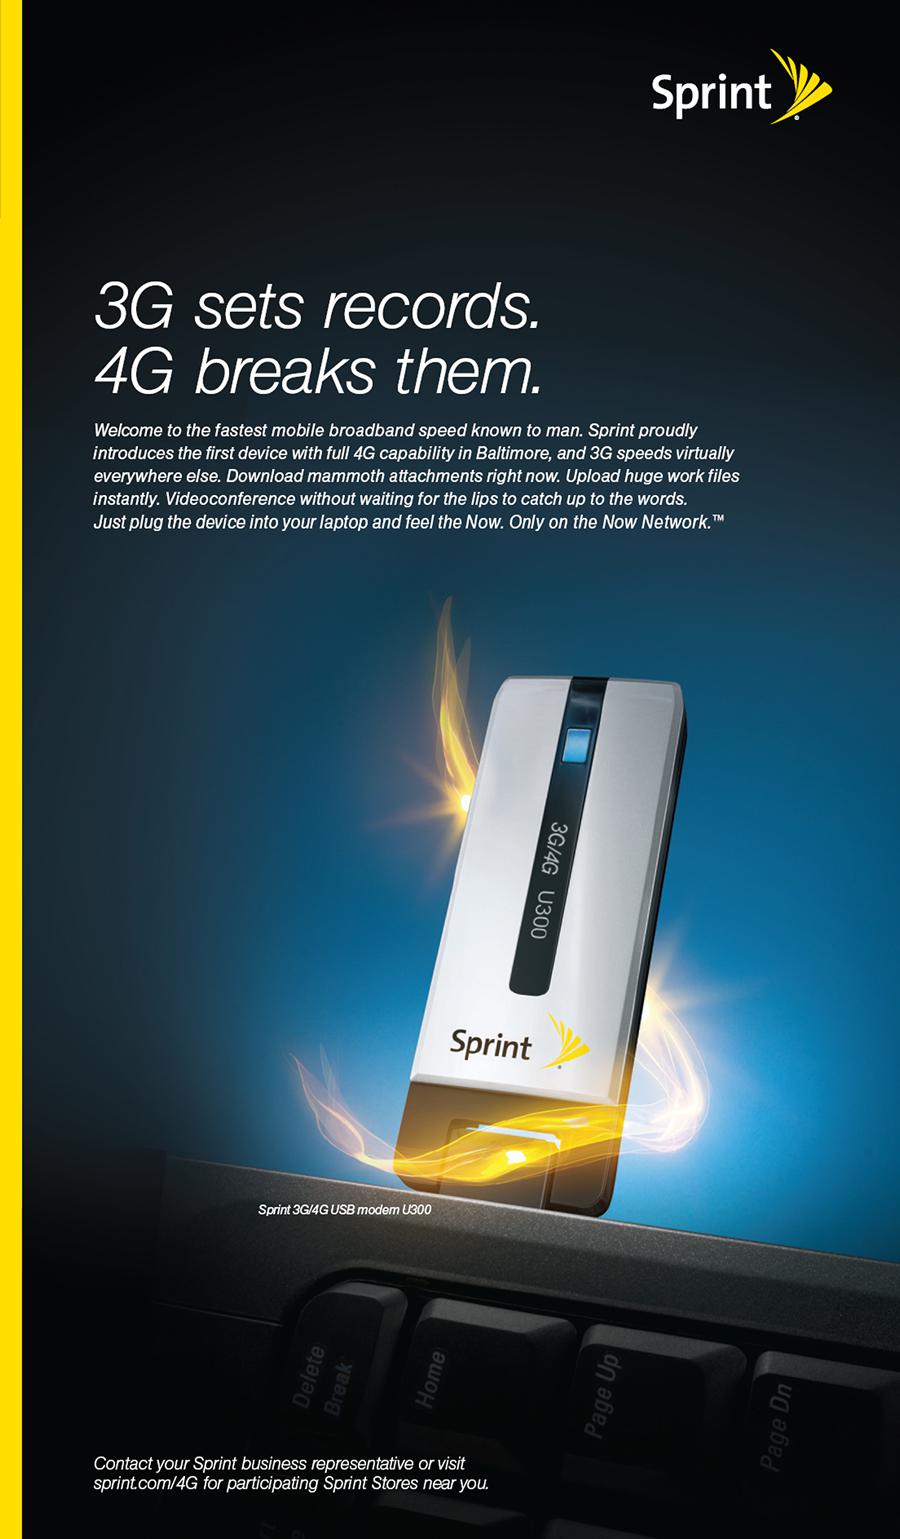 Sprint
3G sets records.
4G breaks them.
Welcome to the fastest mobile broadband speed known to man. Sprint proudly
introduces the first device with full 4G capability in Baltimore, and 3G speeds virtually
everywhere else. Download mammoth attachments right now. Upload huge work files
instantly. Videoconference without waiting for the lips to catch up to the words.
Just plug the device into your laptop and feel the Now. Only on the Now Network.™
3G/4G U300
Sprint
Sprint 3G/4G USB modem U300
Delete
Break
Home
Page Up
Page Dn
Contact your Sprint business representative or visit
sprint.com/4G for participating Sprint Stores near you.